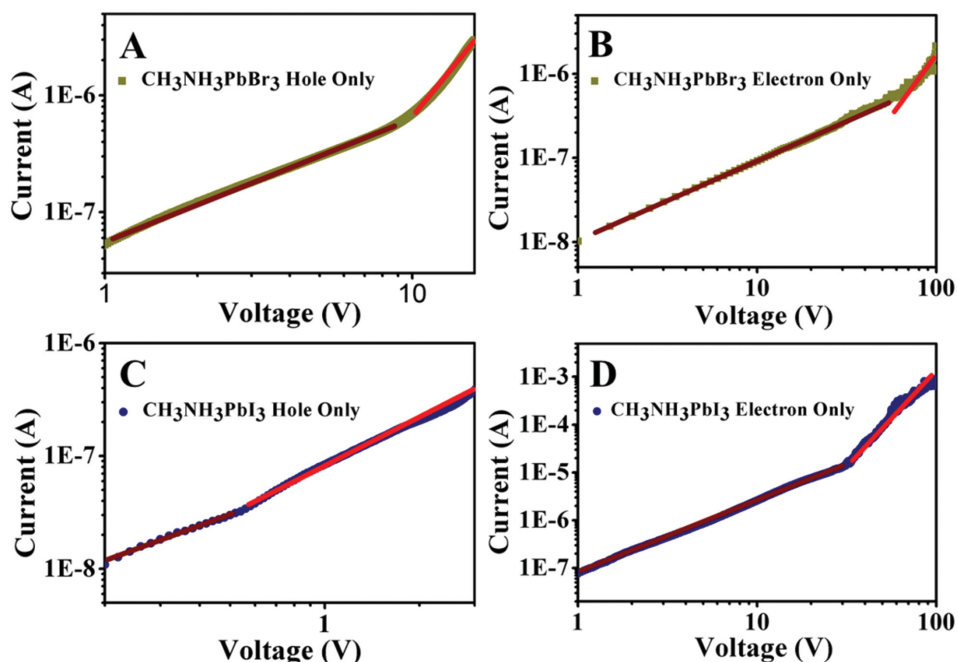 A
CH3NH3PbBr3 Hole Only
1E-6
1E-7
Current (A)
1
10
Voltage (V)
B
CH3NH3PbBr3 Electron Only
1E-6
1E-7
1E-8
Current (A)
1
10
100
Voltage (V)
C
CH3NH3PbI3 Hole Only
1E-6
1E-7
1E-8
Current (A)
1
Voltage (V)
D
CH3NH3PbI3 Electron Only
1E-3
1E-4
1E-5
1E-6
1E-7
Current (A)
1
10
100
Voltage (V)